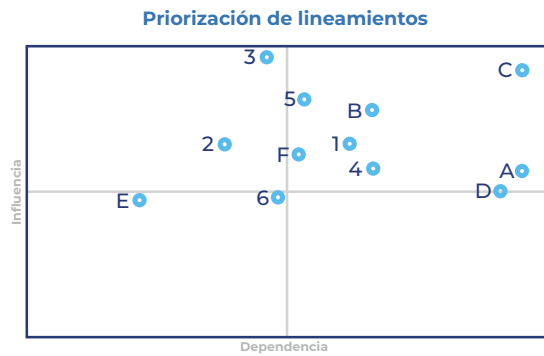 Priorización de lineamientos
3
C
5
B
2
1
F
4
A
D
E
6
Influencia
Dependencia